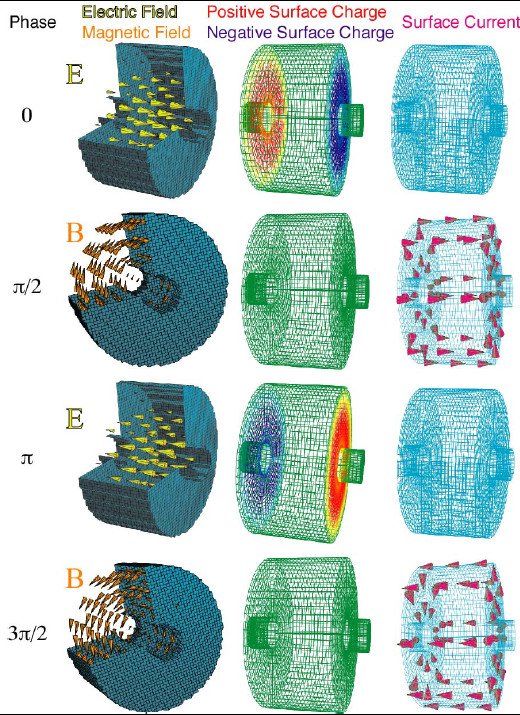 Phase
Electric Field
Magnetic Field
Positive Surface Charge
Negative Surface Charge
Surface Current
0
E
π/2
B
π
E
3π/2
B